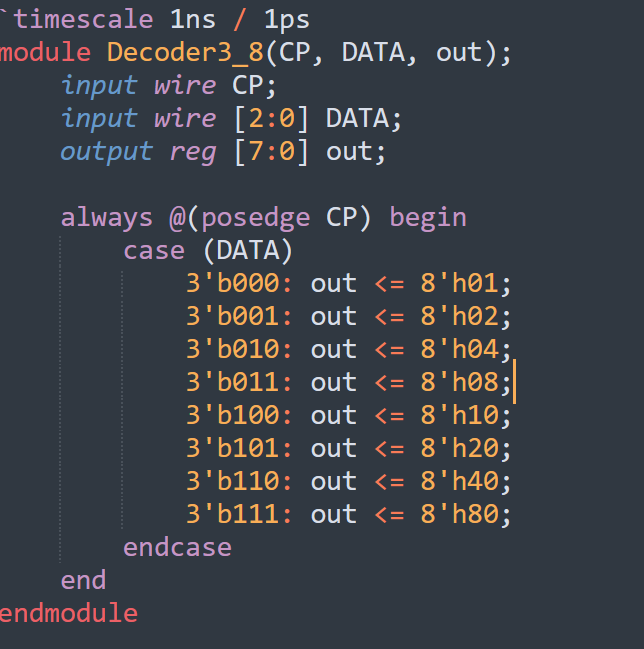 `timescale 1ns / 1ps
module Decoder3_8(CP, DATA, out);
    input wire CP;
    input wire [2:0] DATA;
    output reg [7:0] out;

    always @(posedge CP) begin
        case (DATA)
            3'b000: out <= 8'h01;
            3'b001: out <= 8'h02;
            3'b010: out <= 8'h04;
            3'b011: out <= 8'h08;
            3'b100: out <= 8'h10;
            3'b101: out <= 8'h20;
            3'b110: out <= 8'h40;
            3'b111: out <= 8'h80;
        endcase
    end
endmodule